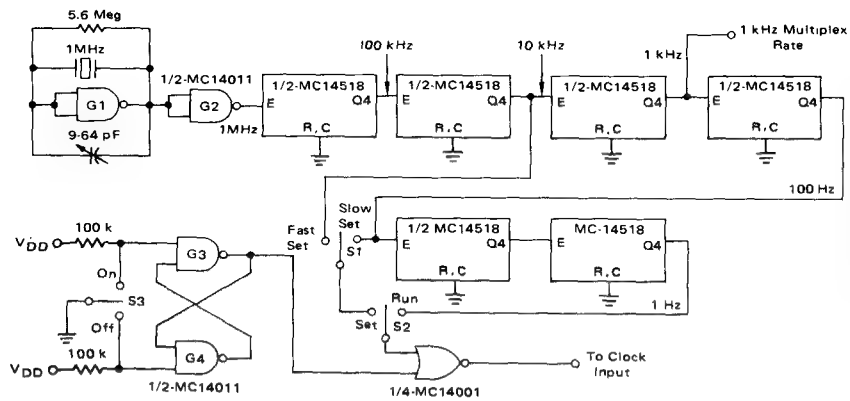 5.6 Meg
1MHz
G1
9-64 pF
1/2-MC14011
G2
1MHz
1/2-MC14518
E
Q4
R, C
100 kHz
1/2-MC14518
E
Q4
R, C
10 kHz
1/2-MC14518
E
Q4
R, C
1 kHz
1 kHz Multiplex
Rate
1/2-MC14518
E
Q4
R, C
100 Hz
VDD
100 k
G3
On
S3
Off
VDD
100 k
G4
1/2-MC14011
Fast
Set
Slow
Set
S1
1/2 MC14518
E
Q4
R, C
MC-14518
E
Q4
R, C
1 Hz
Run
Set
S2
1/4-MC14001
To Clock
Input